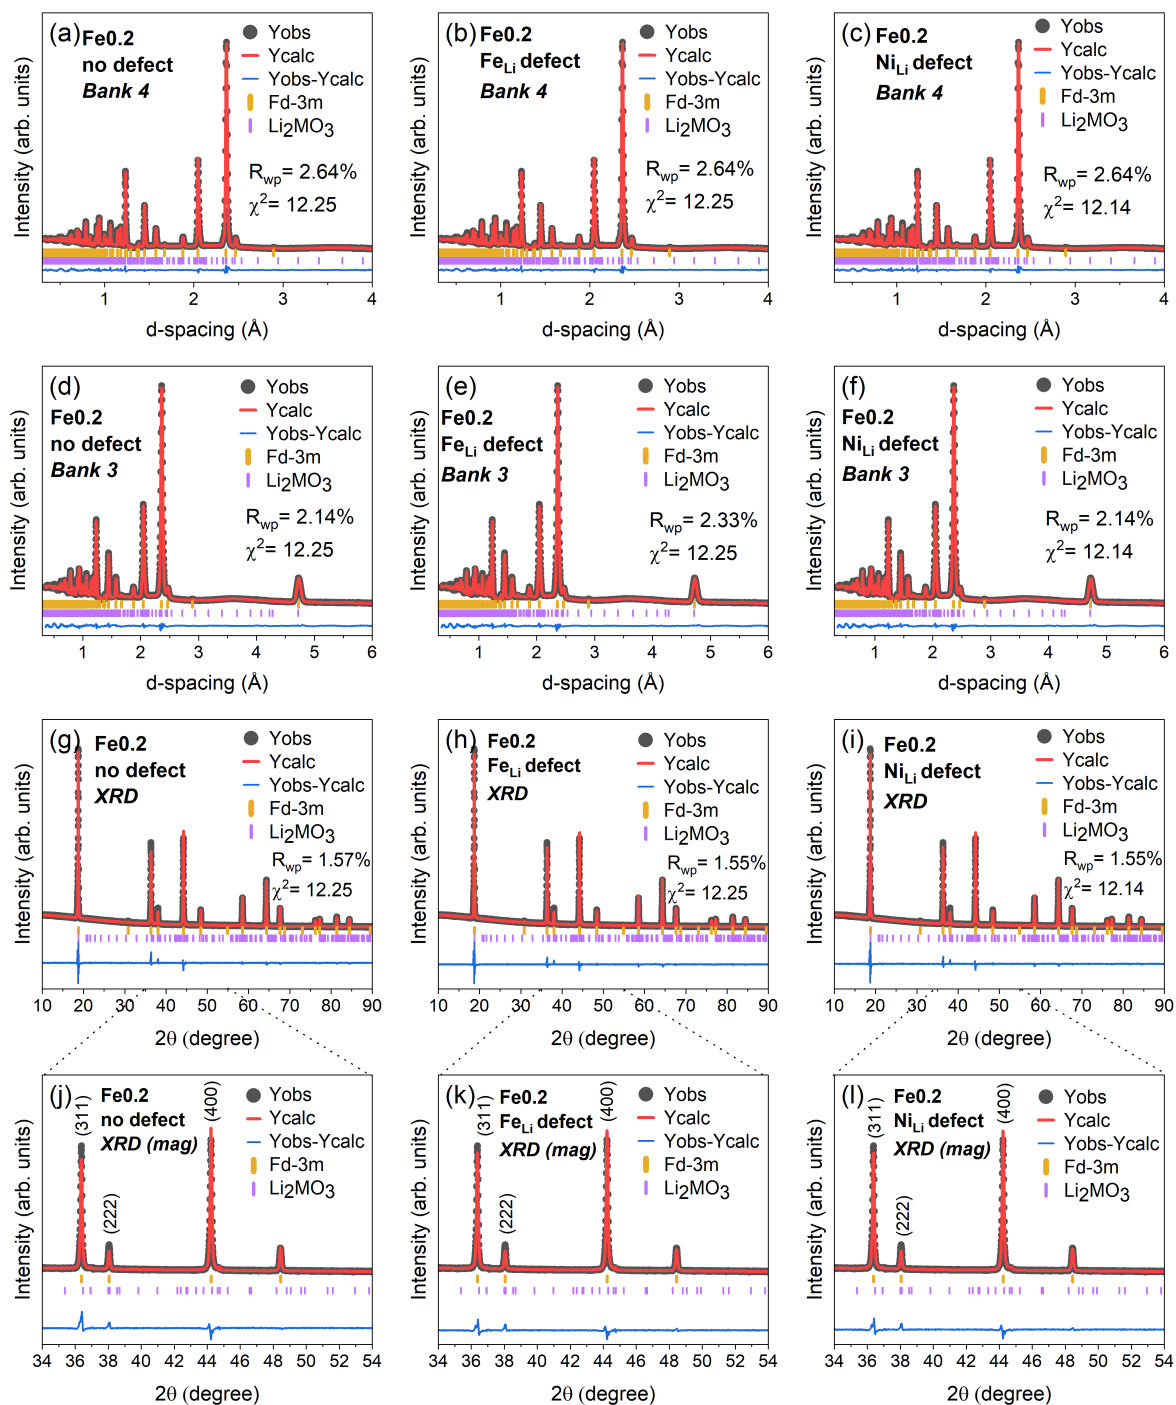 (a) Fe0.2
no defect
Bank 4
Yobs
Ycalc
Yobs-Ycalc
Fd-3m
Li2MO3
Rwp = 2.64%
χ2= 12.25
Intensity (arb. units)
1 2 3 4
d-spacing (Å)
(b) Fe0.2
FeLi defect
Bank 4
Yobs
Ycalc
Yobs-Ycalc
Fd-3m
Li2MO3
Rwp = 2.64%
χ2= 12.25
Intensity (arb. units)
1 2 3 4
d-spacing (Å)
(c) Fe0.2
NiLi defect
Bank 4
Yobs
Ycalc
Yobs-Ycalc
Fd-3m
Li2MO3
Rwp = 2.64%
χ2= 12.14
Intensity (arb. units)
1 2 3 4
d-spacing (Å)
(d)
Fe0.2
no defect
Bank 3
Yobs
Ycalc
Yobs-Ycalc
Fd-3m
Li2MO3
Rwp = 2.14%
χ2= 12.25
Intensity (arb. units)
1 2 3 4 5 6
d-spacing (Å)
(e)
Fe0.2
FeLi defect
Bank 3
Yobs
Ycalc
Yobs-Ycalc
Fd-3m
Li2MO3
Rwp = 2.33%
χ2= 12.25
Intensity (arb. units)
1 2 3 4 5 6
d-spacing (Å)
(f)
Fe0.2
NiLi defect
Bank 3
Yobs
Ycalc
Yobs-Ycalc
Fd-3m
Li2MO3
Rwp = 2.14%
χ2= 12.14
Intensity (arb. units)
1 2 3 4 5 6
d-spacing (Å)
(g) Fe0.2
no defect
XRD
Yobs
Ycalc
Yobs-Ycalc
Fd-3m
Li2MO3
Rwp = 1.57%
χ2= 12.25
Intensity (arb. units)
10 20 30 40 50 60 70 80 90
2θ (degree)
(h) Fe0.2
FeLi defect
XRD
Yobs
Ycalc
Yobs-Ycalc
Fd-3m
Li2MO3
Rwp = 1.55%
χ2= 12.25
Intensity (arb. units)
10 20 30 40 50 60 70 80 90
2θ (degree)
(i) Fe0.2
NiLi defect
XRD
Yobs
Ycalc
Yobs-Ycalc
Fd-3m
Li2MO3
Rwp = 1.55%
χ2= 12.14
Intensity (arb. units)
10 20 30 40 50 60 70 80 90
2θ (degree)
(j) Fe0.2
no defect
XRD (mag)
(311)
(222)
(400)
Yobs
Ycalc
Yobs-Ycalc
Fd-3m
Li2MO3
Intensity (arb. units)
34 36 38 40 42 44 46 48 50 52 54
2θ (degree)
(k) Fe0.2
FeLi defect
XRD (mag)
(311)
(222)
(400)
Yobs
Ycalc
Yobs-Ycalc
Fd-3m
Li2MO3
Intensity (arb. units)
34 36 38 40 42 44 46 48 50 52 54
2θ (degree)
(l) Fe0.2
NiLi defect
XRD (mag)
(311)
(222)
(400)
Yobs
Ycalc
Yobs-Ycalc
Fd-3m
Li2MO3
Intensity (arb. units)
34 36 38 40 42 44 46 48 50 52 54
2θ (degree)